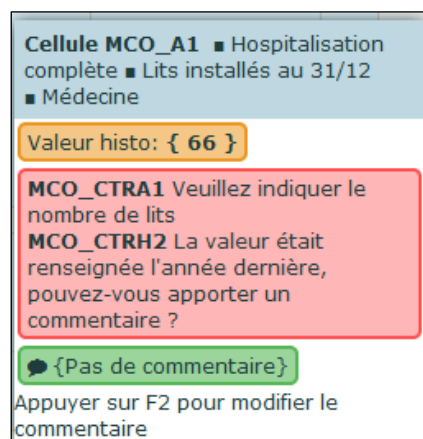 Cellule MCO_A1 ▪ Hospitalisation
complète ▪ Lits installés au 31/12
▪ Médecine
Valeur histo: { 66 }
MCO_CTRA1 Veuillez indiquer le
nombre de lits
MCO_CTRH2 La valeur était
renseignée l'année dernière,
pouvez-vous apporter un
commentaire ?
{Pas de commentaire}
Appuyer sur F2 pour modifier le
commentaire